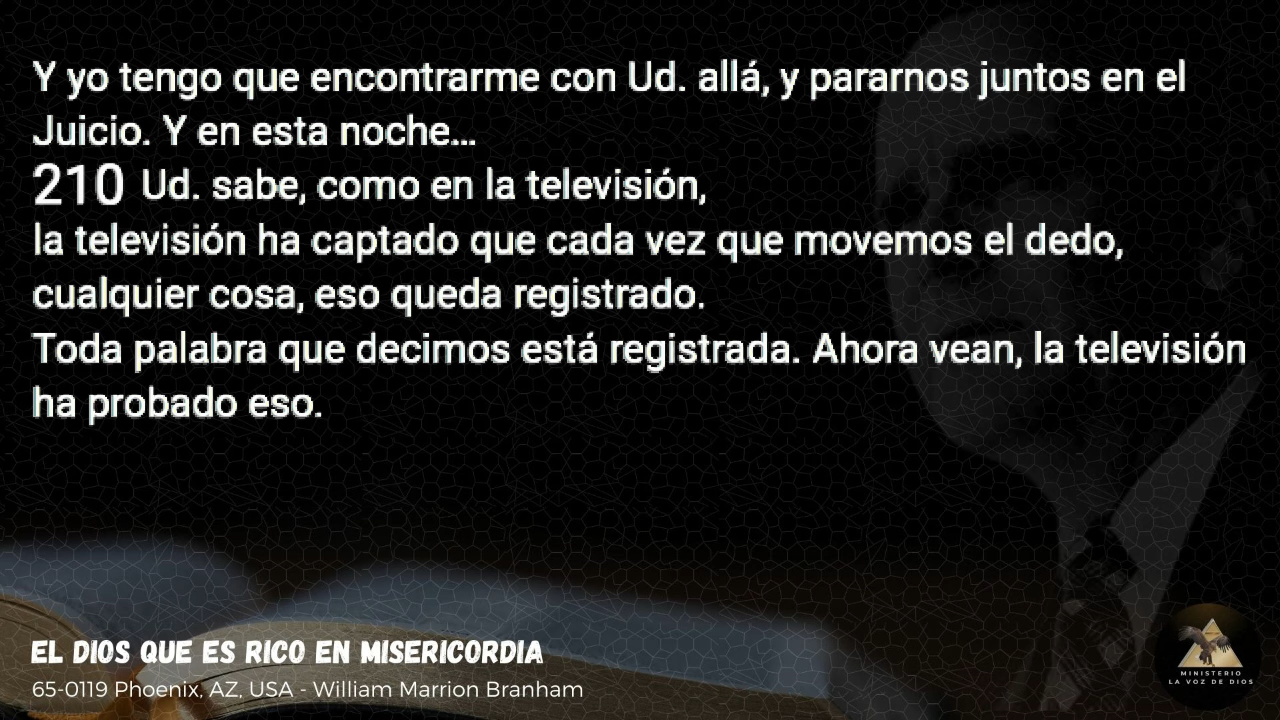 Y yo tengo que encontrarme con Ud. allá, y pararnos juntos en el
Juicio. Y en esta noche...
210 Ud. sabe, como en la televisión,
la televisión ha captado que cada vez que movemos el dedo,
cualquier cosa, eso queda registrado.
Toda palabra que decimos está registrada. Ahora vean, la televisión
ha probado eso.
EL DIOS QUE ES RICO EN MISERICORDIA
65-0119 Phoenix, AZ, USA - William Marrion Branham
MINISTERIO
LA VOZ DE DIOS